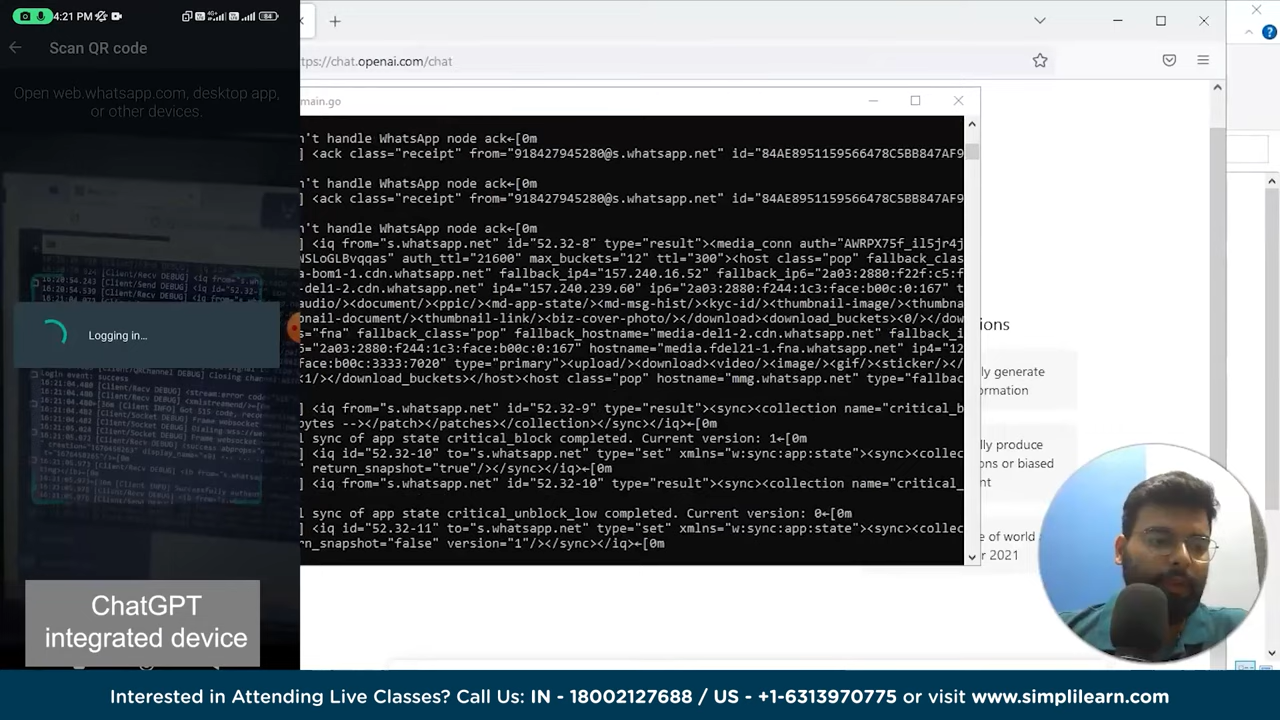 4:21 PM
84
Scan QR code
Open web.whatsapp.com, desktop app,
or other devices.
Logging in...
ChatGPT
integrated device
tps://chat.openai.com/chat
main.go
n't handle WhatsApp node ack←[0m
] <ack class="receipt" from="918427945280@s.whatsapp.net" id="84AE8951159566478C5BB847AF9
n't handle WhatsApp node ack←[0m
] <ack class="receipt" from="918427945280@s.whatsapp.net" id="84AE8951159566478C5BB847AF9
n't handle WhatsApp node ack←[0m
] <iq from="s.whatsapp.net" id="52.32-8" type="result"><media_conn auth="AWRPX75f_il5jr4j
NSLoGLBvqqas" auth_ttl="21600" max_buckets="12" ttl="300"><host fallback_clas
a-bom1-1.cdn.whatsapp.net" fallback_ip4="157.240.16.52" fallback_ip6="2a03:2880:f22f:c5:f
del1-2.cdn.whatsapp.net" ip4="157.240.239.60" ip6="2a03:2880:f244:1c3:face:b00c:0:167"><d
audio/><document/><ppic/><md-app-state/><md-msg-hist/><kyc-id/><thumbnail-image/><thumbna
mbnail-document/><thumbnail-link/><biz-cover-photo/></download><download_buckets><0/></do
="fna" fallback_class="pop" fallback_hostname="media-del1-2.cdn.whatsapp.net" fallback_i
6="2a03:2880:f244:1c3:face:b00c:0:167" hostname="media.fdel21-1.fna.whatsapp.net" ip4="12
0c0:3333:7020" type="primary"><download><video/><image/><gif/><sticker/></
1/></download_buckets></host><host class="pop" hostname="mmg.whatsapp.net" type="fallbac
] <iq from="s.whatsapp.net" id="52.32-9" type="result"><sync><collection name="critical_b
bytes --></patch></patches></collection></sync></iq>←[0m
l sync of app state critical_block completed. Current version: 1←[0m
] <iq id="52.32-10" to="s.whatsapp.net" type="set" xmlns="w:sync:app:state"><sync><collec
return_snapshot="true"/></sync></iq>←[0m
] <iq from="s.whatsapp.net" id="52.32-10" type="result"><sync><collection name="critical_
l sync of app state critical_unblock_low completed. Current version: 0←[0m
] <iq id="52.32-11" to="s.whatsapp.net" type="set" xmlns="w:sync:app:state"><sync><collec
rn_snapshot="false" version="1"/></sync></iq>←[0m
ions
ly generate
ormation
lly produce
ons or biased
ent
e of world
r 2021
Interested in Attending Live Classes? Call Us: IN - 18002127688 / US - +1-6313970775 or visit www.simplilearn.com